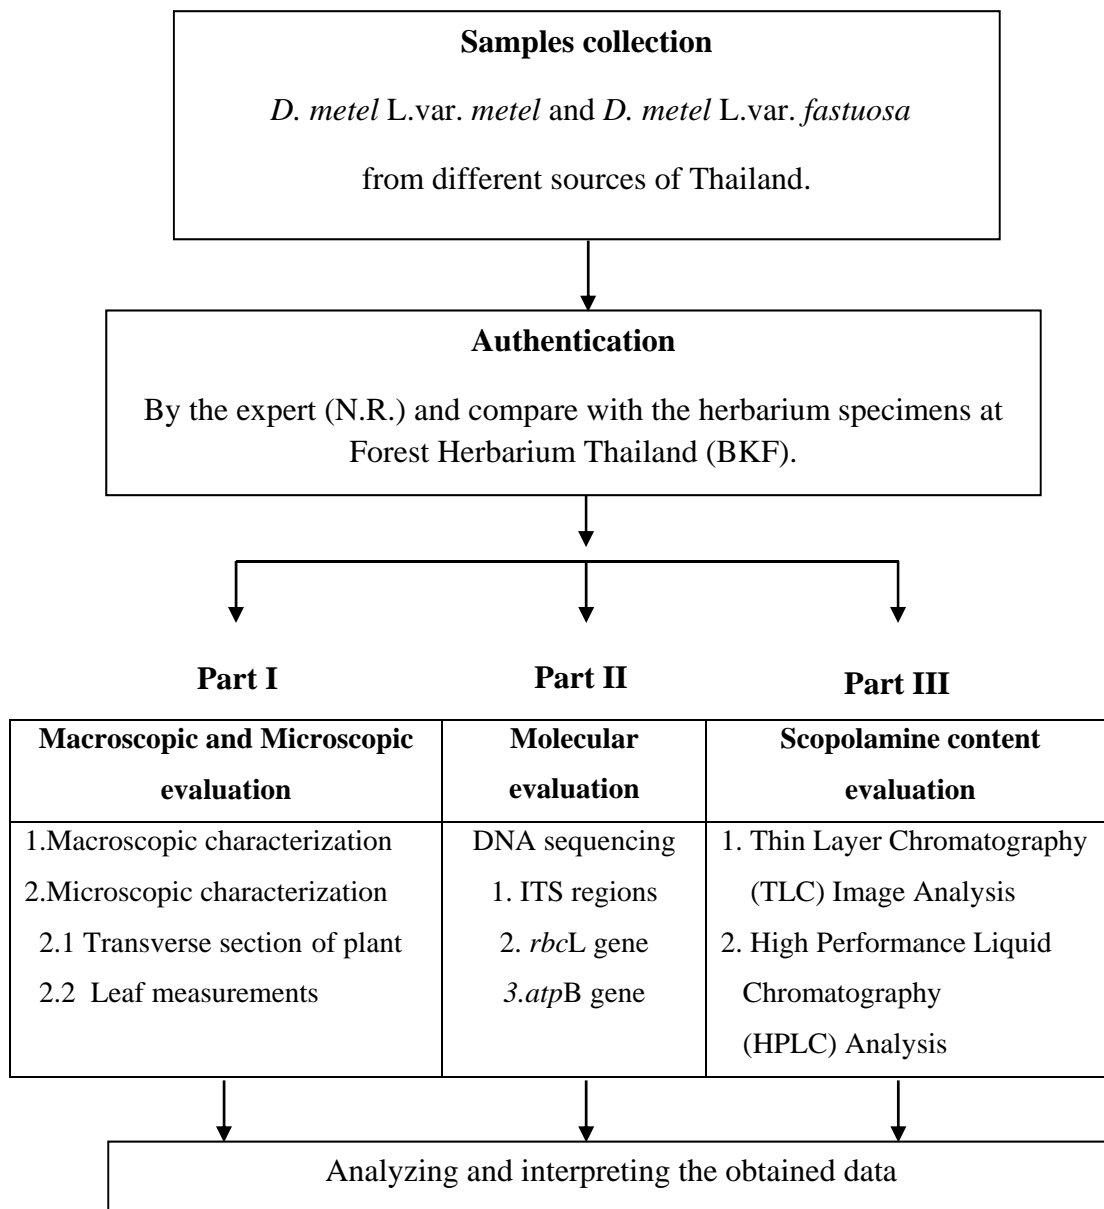 Samples collection
D. metel L.var. metel and D. metel L.var. fastuosa
from different sources of Thailand.
Authentication
By the expert (N.R.) and compare with the herbarium specimens at
Forest Herbarium Thailand (BKF).
Part I
Macroscopic and Microscopic
evaluation
1.Macroscopic characterization
2.Microscopic characterization
2.1 Transverse section of plant
2.2 Leaf measurements
Part II
Molecular
evaluation
DNA sequencing
1. ITS regions
2. rbcL gene
3.atpB gene
Part III
Scopolamine content
evaluation
1. Thin Layer Chromatography
(TLC) Image Analysis
2. High Performance Liquid
Chromatography
(HPLC) Analysis
Analyzing and interpreting the obtained data